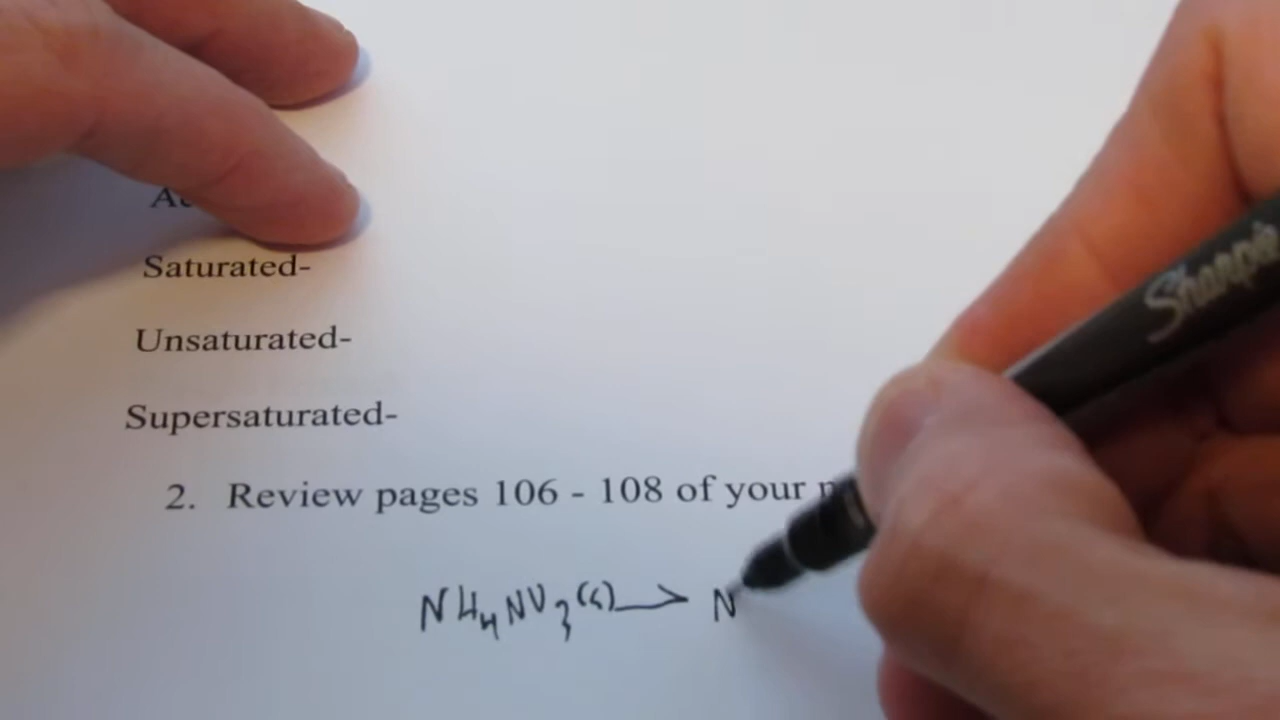 Saturated-
Unsaturated-
Supersaturated-
2. Review pages 106 - 108 of your
NH₄NO₃(s) → N
Sharpie